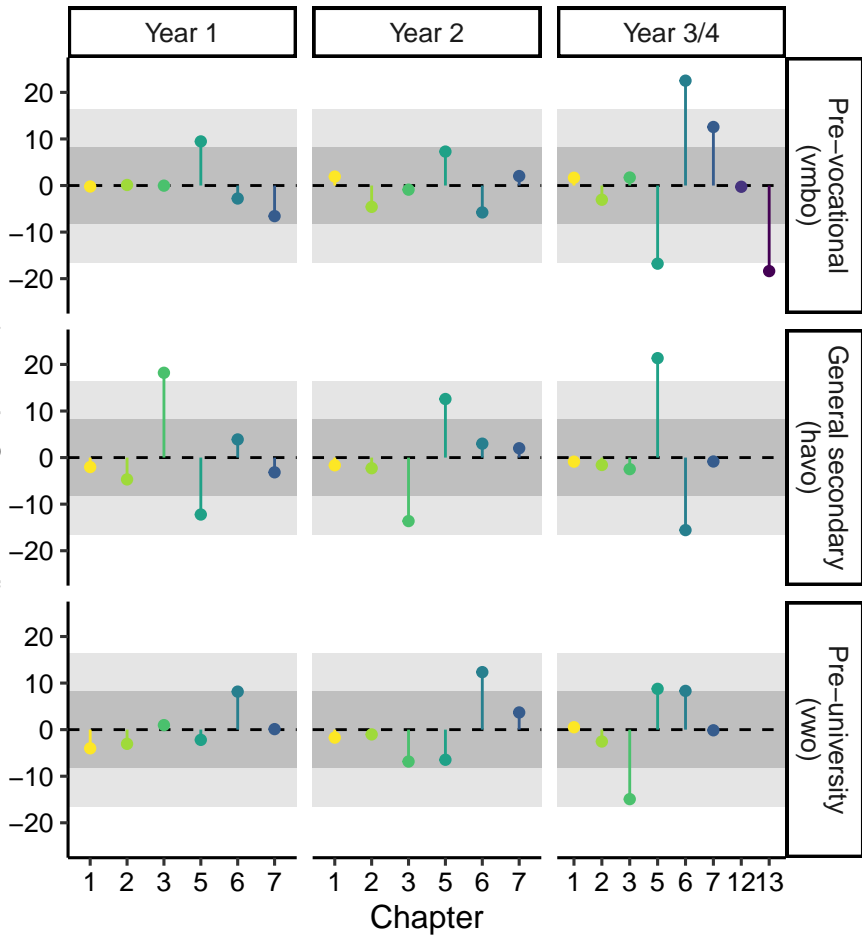 Year 1
Year 2
Year 3/4
20
10
0
−10
−20
Pre−vocational
(vmbo)
20
10
0
−10
−20
General secondary
(havo)
20
10
0
−10
−20
Pre−university
(vwo)
1 2 3 5 6 7
1 2 3 5 6 7
1 2 3 5 6 7 12 13
Chapter